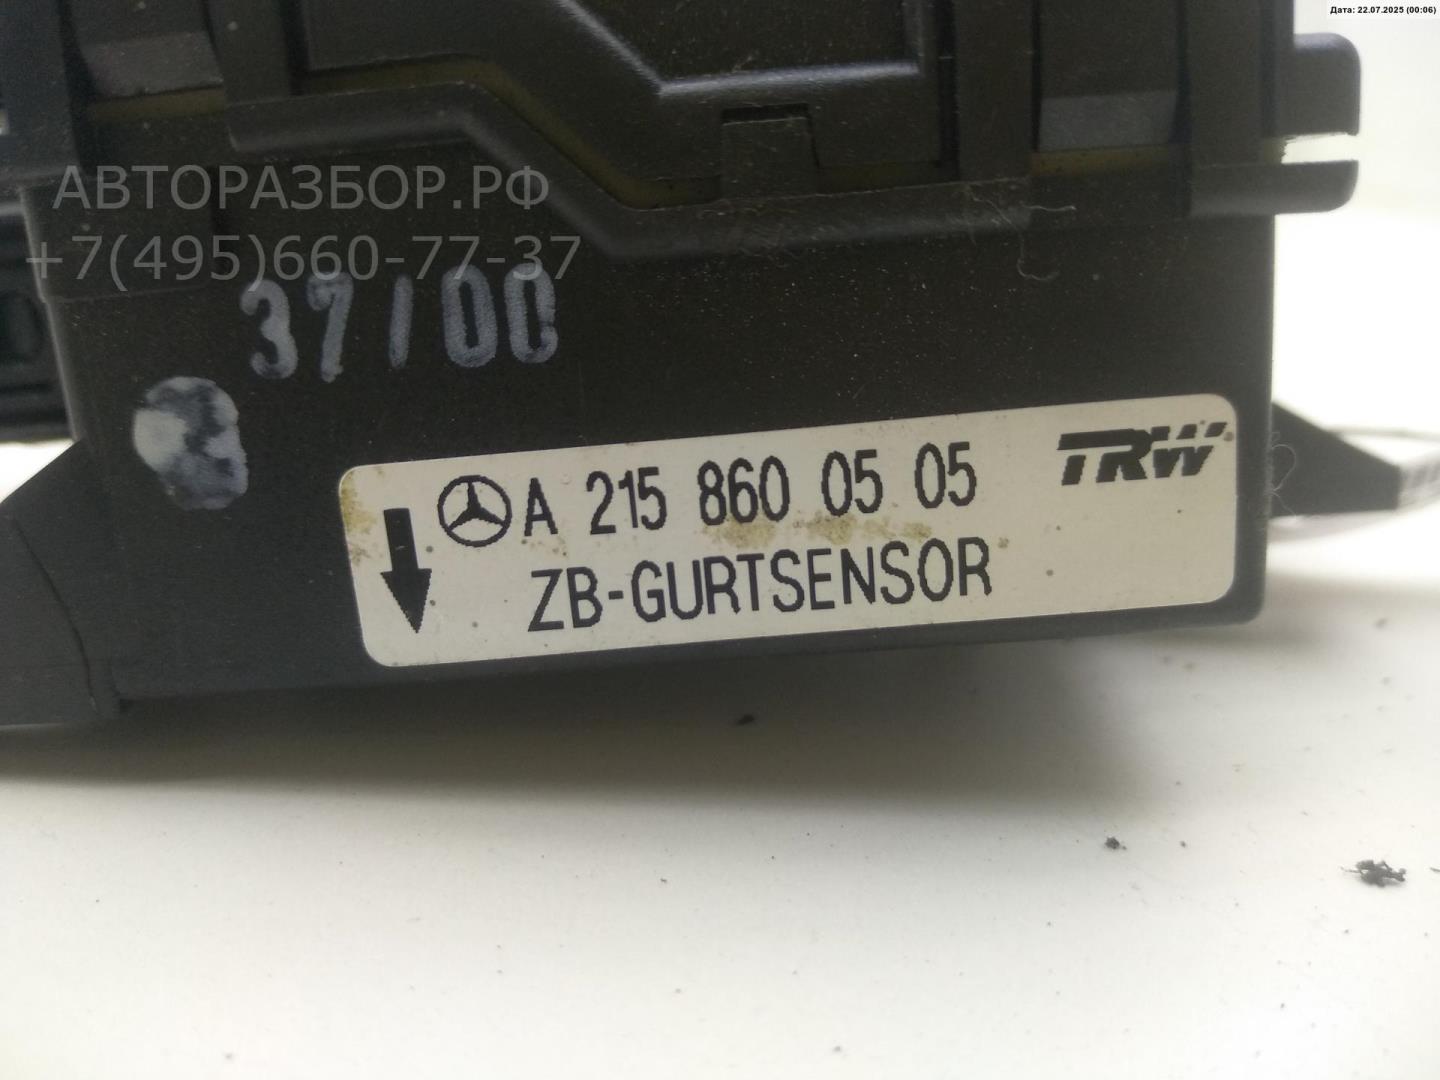 Дата: 22.07.2025 (00:06)
АВТОРАЗБОР.РФ
+7(495)660-77-37
37/00
A 215 860 05 05
TRW
ZB-GURTSENSOR